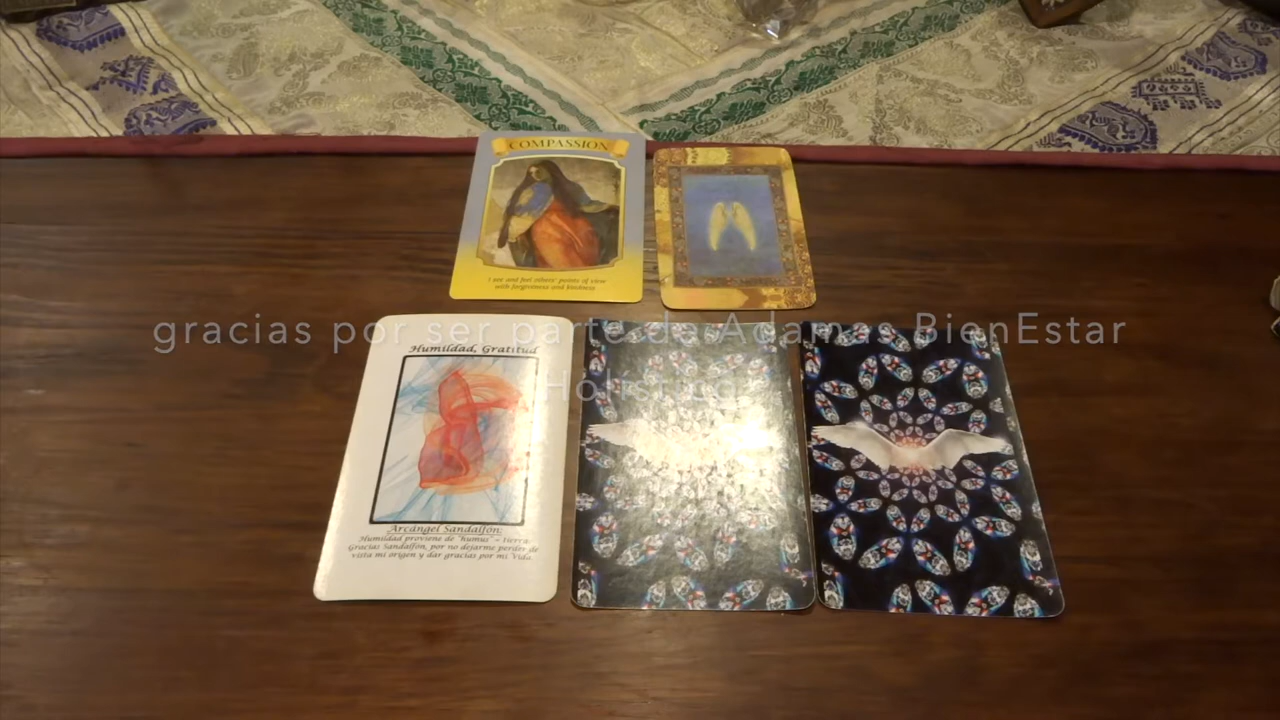 COMPASSION
I see and feel others' points of view
with forgiveness and kindness
gracias por ser parte de Adamas BienEstar
Holístico
Humildad, Gratitud
Arcángel Sandalfón:
Humildad proviene de "humus" = tierra.
Gracias Sandalfón, por no dejarme perder de
vista mi origen y dar gracias por mi Vida.